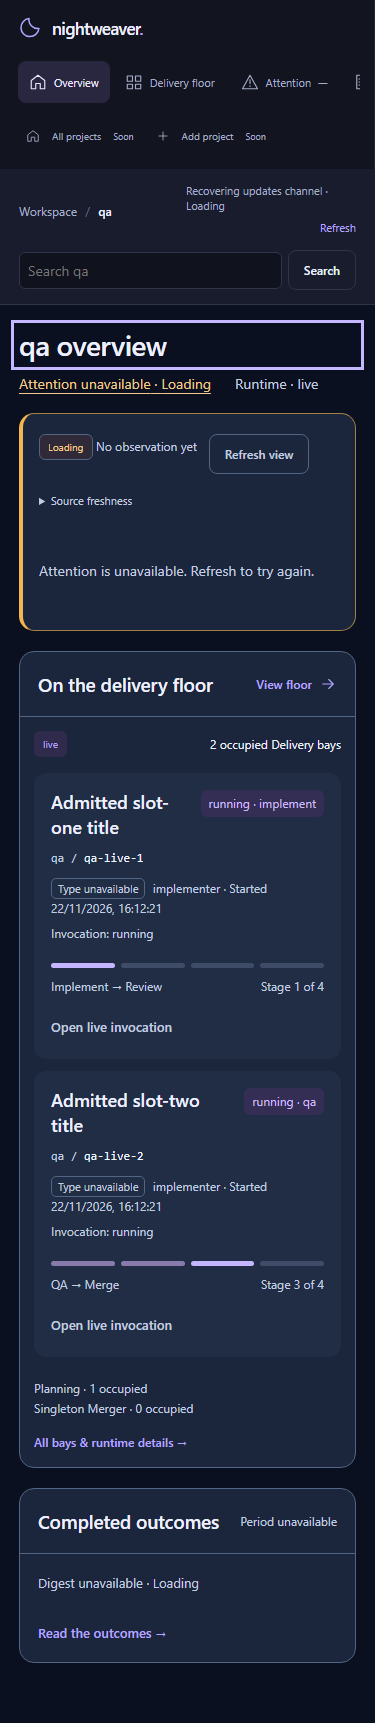 nightweaver.
Overview
Delivery floor
Attention —
All projects Soon
Add project Soon
Workspace / qa
Recovering updates channel ·
Loading
Refresh
Search qa
Search
qa overview
Attention unavailable · Loading
Runtime · live
Loading
No observation yet
Refresh view
▶ Source freshness
Attention is unavailable. Refresh to try again.
On the delivery floor
View floor →
live
2 occupied Delivery bays
Admitted slot-
one title
running · implement
qa / qa-live-1
Type unavailable implementer · Started
22/11/2026, 16:12:21
Invocation: running
Implement → Review
Stage 1 of 4
Open live invocation
Admitted slot-two
title
running · qa
qa / qa-live-2
Type unavailable implementer · Started
22/11/2026, 16:12:21
Invocation: running
QA → Merge
Stage 3 of 4
Open live invocation
Planning · 1 occupied
Singleton Merger · 0 occupied
All bays & runtime details →
Completed outcomes
Period unavailable
Digest unavailable · Loading
Read the outcomes →